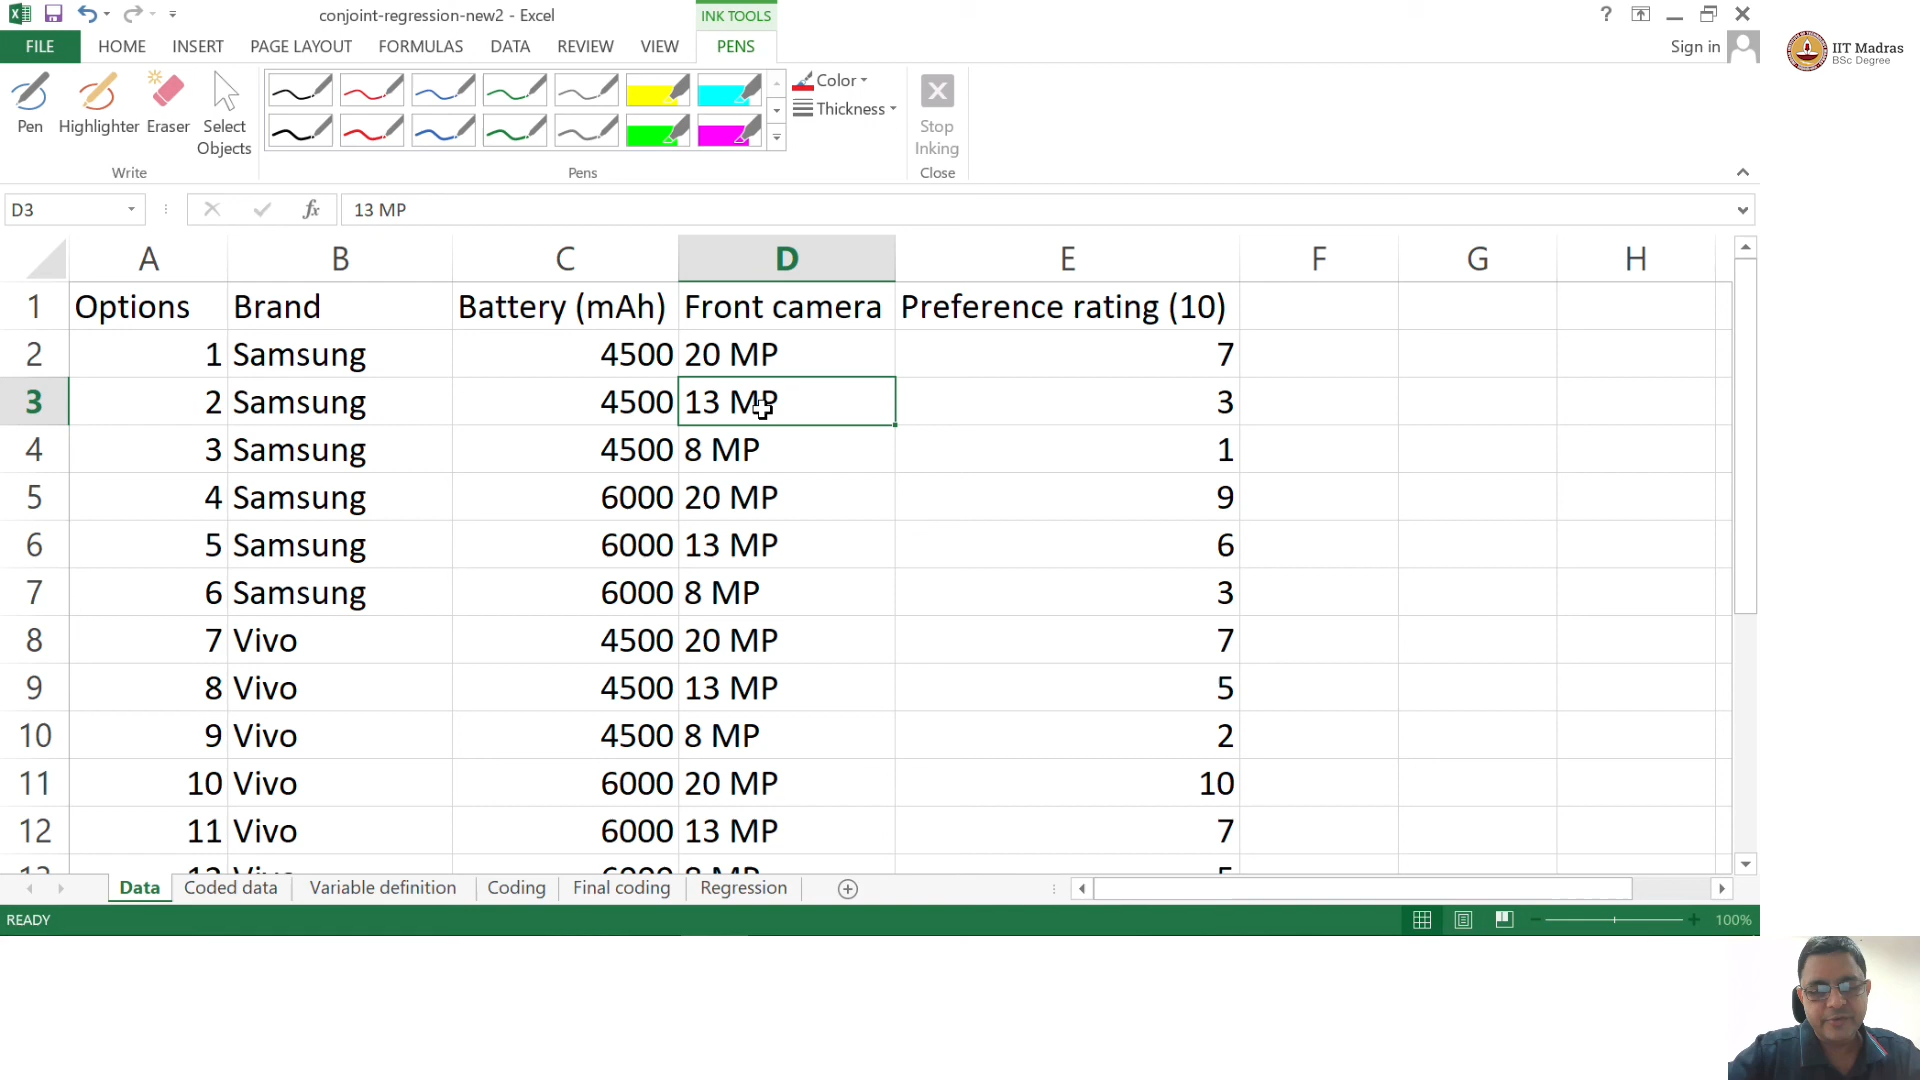 conjoint-regression-new2 - Excel
INK TOOLS
?
FILE HOME INSERT PAGE LAYOUT FORMULAS DATA REVIEW VIEW PENS
Sign in
IIT Madras
BSc Degree
Pen Highlighter Eraser Select Objects
Color
Thickness
Stop Inking
Write Pens Close
D3 fx 13 MP
A B C D E F G H
1 Options Brand Battery (mAh) Front camera Preference rating (10)
2 1 Samsung 4500 20 MP 7
3 2 Samsung 4500 13 MP 3
4 3 Samsung 4500 8 MP 1
5 4 Samsung 6000 20 MP 9
6 5 Samsung 6000 13 MP 6
7 6 Samsung 6000 8 MP 3
8 7 Vivo 4500 20 MP 7
9 8 Vivo 4500 13 MP 5
10 9 Vivo 4500 8 MP 2
11 10 Vivo 6000 20 MP 10
12 11 Vivo 6000 13 MP 7
Data Coded data Variable definition Coding Final coding Regression
READY 100%